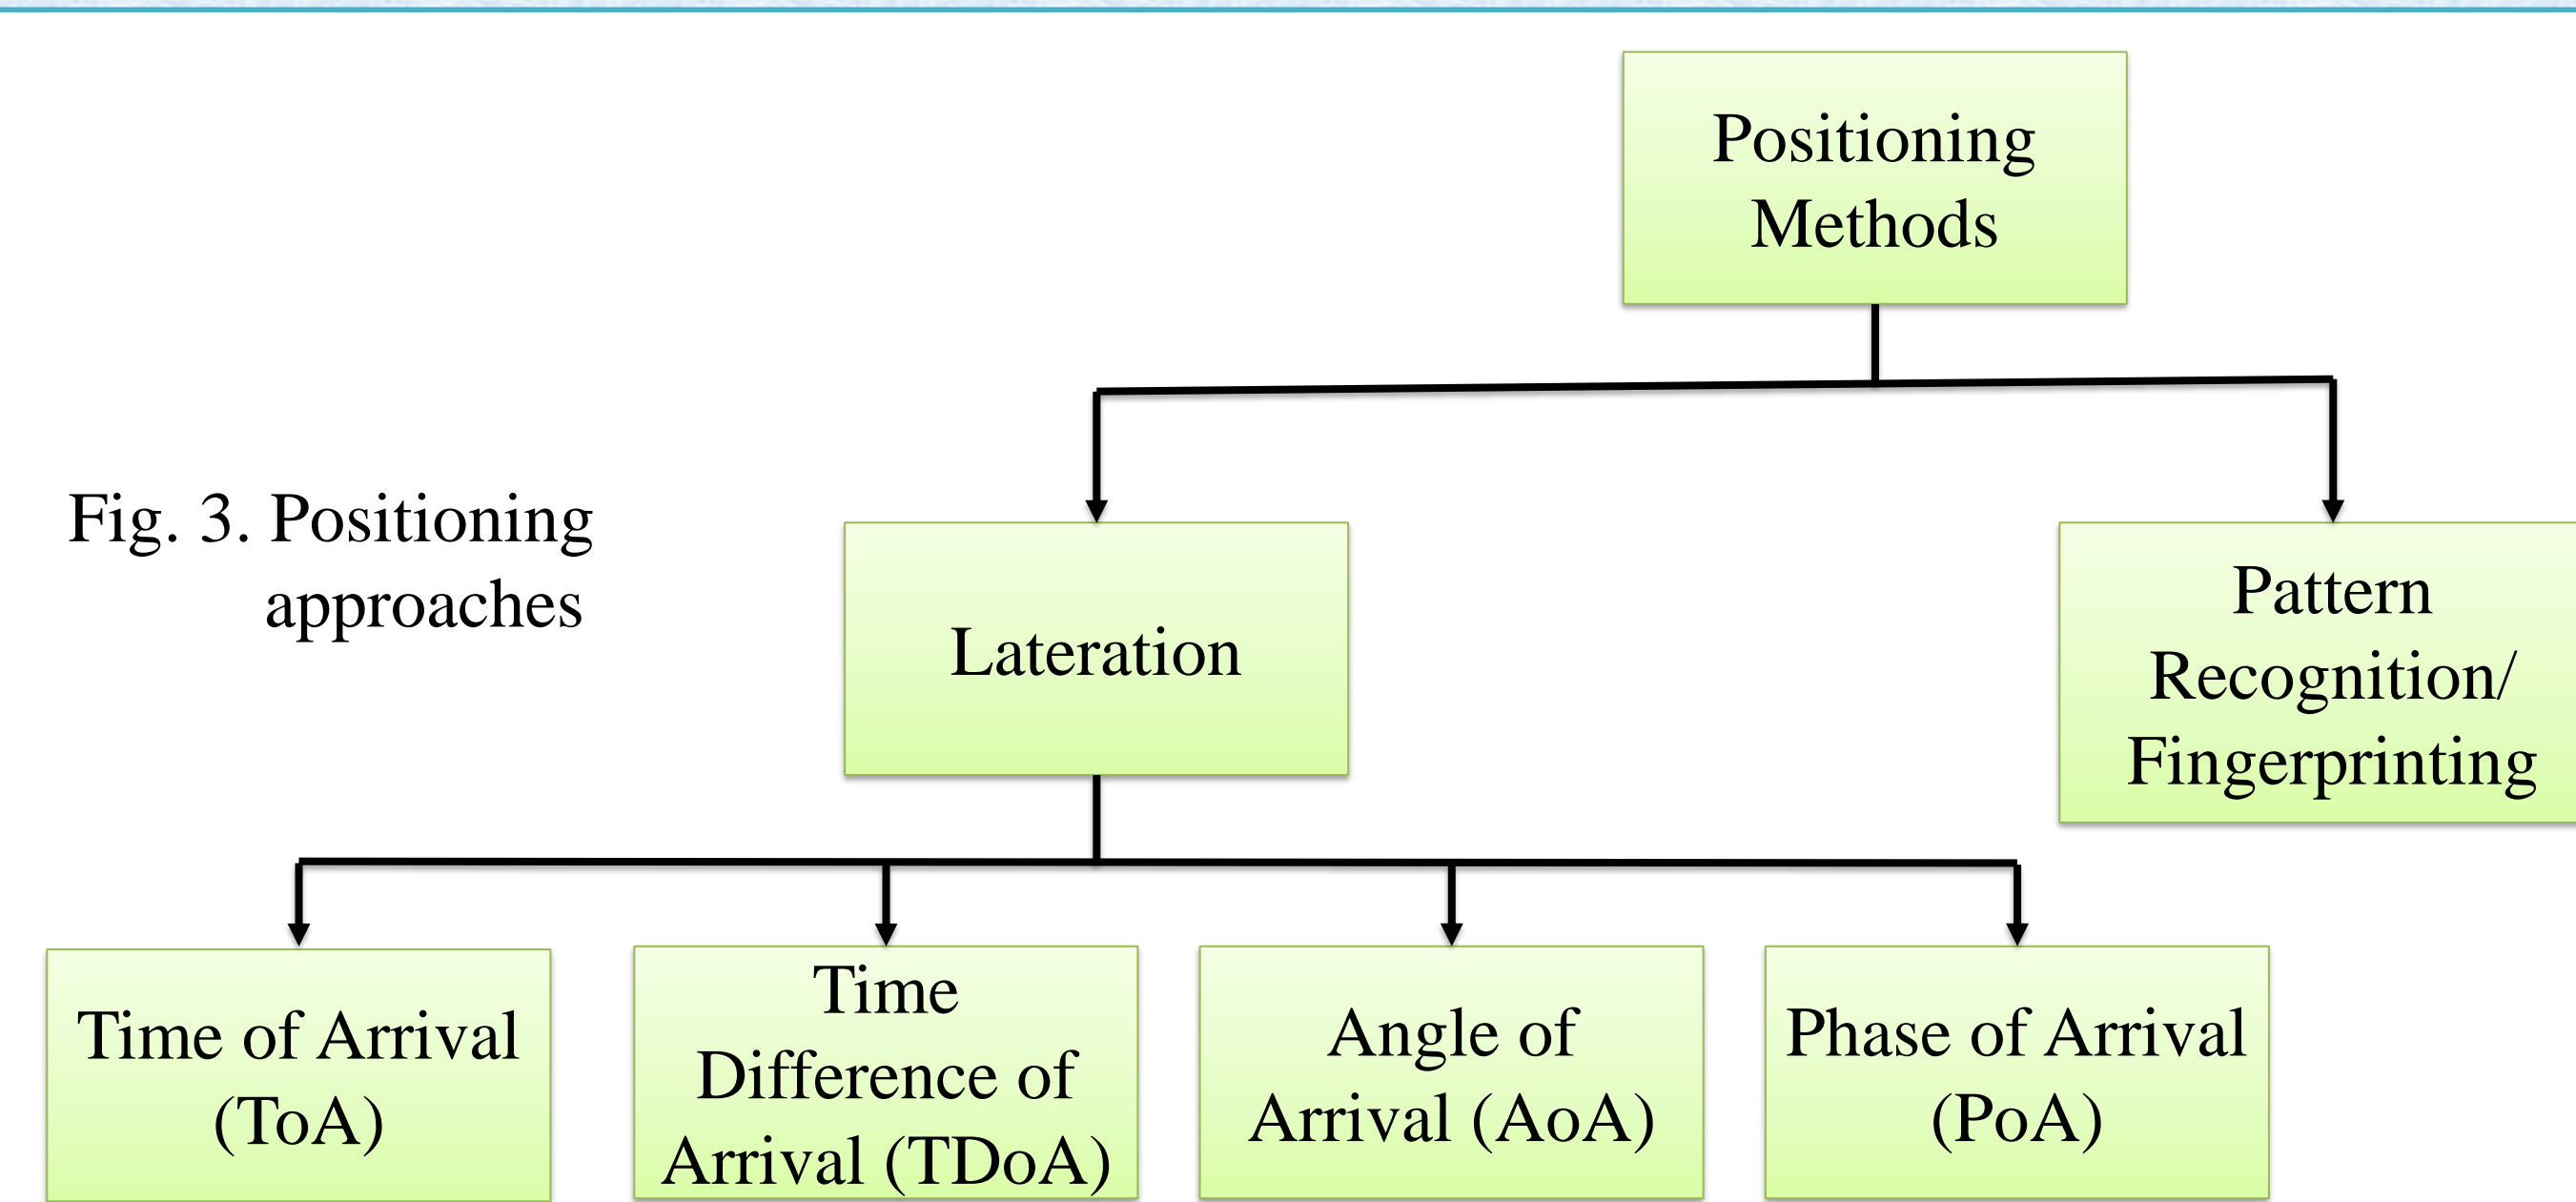 Positioning
Methods
Fig. 3. Positioning
approaches
Lateration
Pattern
Recognition/
Fingerprinting
Time of Arrival
(ToA)
Time
Difference of
Arrival (TDoA)
Angle of
Arrival (AoA)
Phase of Arrival
(PoA)